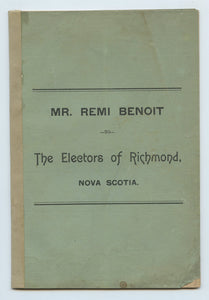 MR. REMI BENOIT
—TO—
The Electors of Richmond,
NOVA SCOTIA.